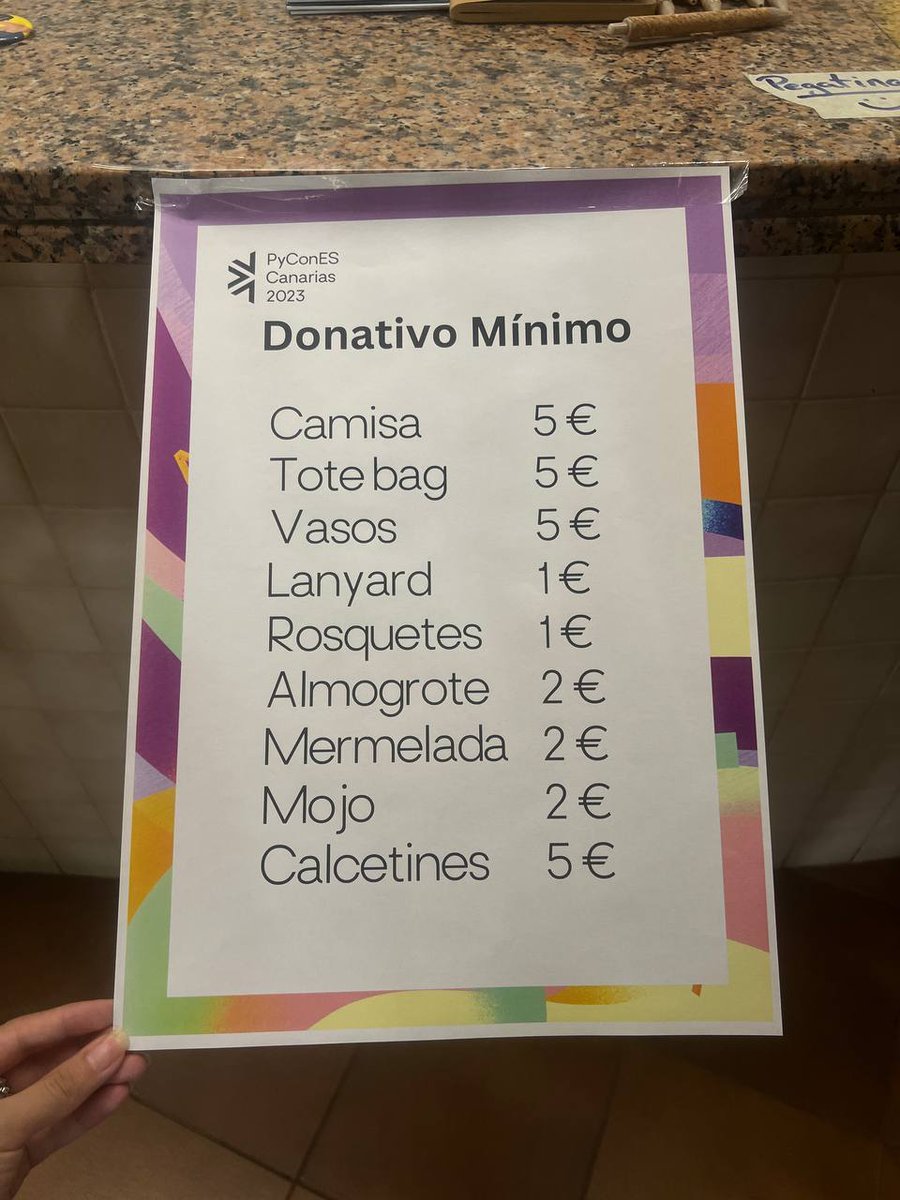 Pegatina
PyConES
Canarias
2023
Donativo Mínimo
Camisa 5 €
Tote bag 5 €
Vasos 5 €
Lanyard 1 €
Rosquetes 1 €
Almogrote 2 €
Mermelada 2 €
Mojo 2 €
Calcetines 5 €